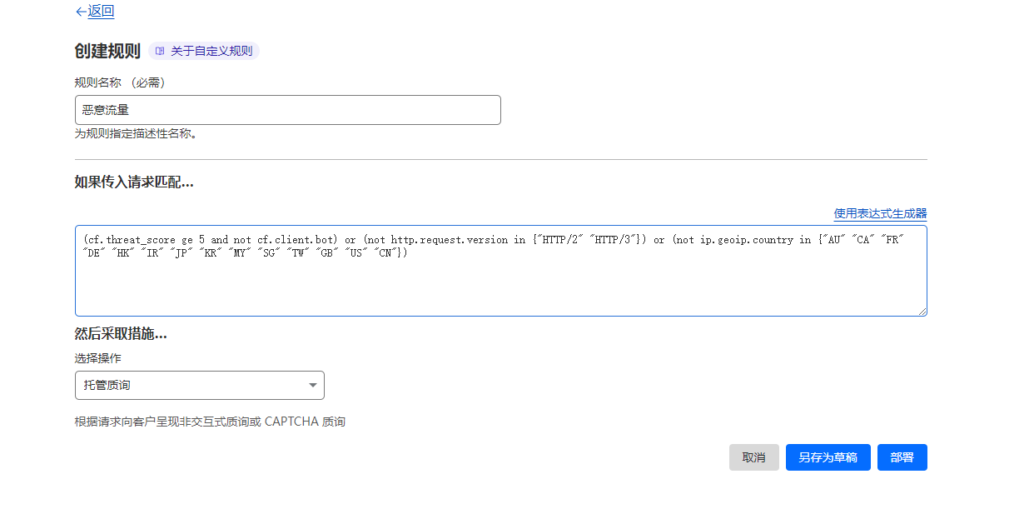 ←返回
创建规则 关于自定义规则
规则名称 （必需）
恶意流量
为规则指定描述性名称。
如果传入请求匹配...
使用表达式生成器
(cf.threat_score ge 5 and not cf.client.bot) or (not http.request.version in {"HTTP/2" "HTTP/3"}) or (not ip.geoip.country in {"AU" "CA" "FR"
"DE" "HK" "IR" "JP" "KR" "MY" "SG" "TW" "GB" "US" "CN"})
然后采取措施...
选择操作
托管质询
根据请求向客户呈现非交互式质询或 CAPTCHA 质询
取消 另存为草稿 部署